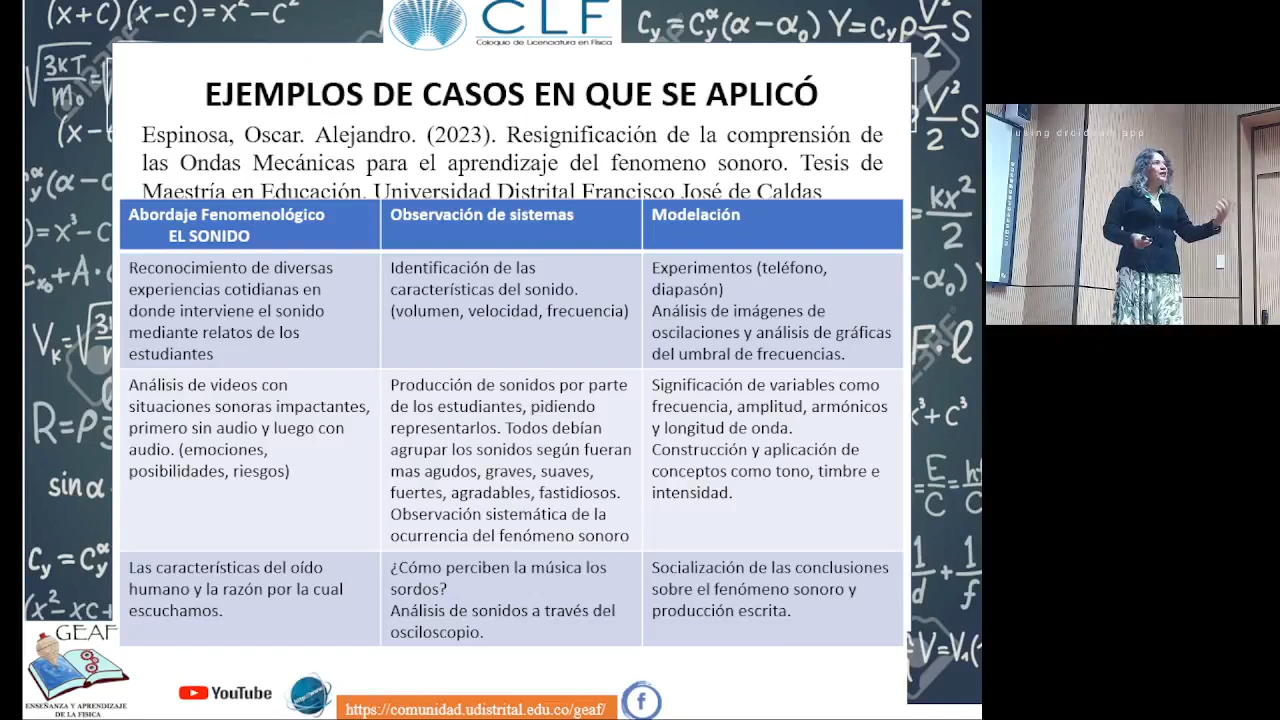 (x+c)(x-c) = x²-c²
CLF
Coloquio de Licenciatura en Física
EJEMPLOS DE CASOS EN QUE SE APLICÓ
Espinosa, Oscar. Alejandro. (2023). Resignificación de la comprensión de
las Ondas Mecánicas para el aprendizaje del fenomeno sonoro. Tesis de
Maestría en Educación. Universidad Distrital Francisco José de Caldas
Abordaje Fenomenológico
EL SONIDO
Observación de sistemas
Modelación
Reconocimiento de diversas
experiencias cotidianas en
donde interviene el sonido
mediante relatos de los
estudiantes
Identificación de las
características del sonido.
(volumen, velocidad, frecuencia)
Experimentos (teléfono,
diapasón)
Análisis de imágenes de
oscilaciones y análisis de gráficas
del umbral de frecuencias.
Análisis de videos con
situaciones sonoras impactantes,
primero sin audio y luego con
audio. (emociones,
posibilidades, riesgos)
Producción de sonidos por parte
de los estudiantes, pidiendo
representarlos. Todos debían
agrupar los sonidos según fueran
mas agudos, graves, suaves,
fuertes, agradables, fastidiosos.
Observación sistemática de la
ocurrencia del fenómeno sonoro
Significación de variables como
frecuencia, amplitud, armónicos
y longitud de onda.
Construcción y aplicación de
conceptos como tono, timbre e
intensidad.
Las características del oído
humano y la razón por la cual
escuchamos.
¿Cómo perciben la música los
sordos?
Análisis de sonidos a través del
osciloscopio.
Socialización de las conclusiones
sobre el fenómeno sonoro y
producción escrita.
GEAF
ENSEÑANZA Y APRENDIZAJE
DE LA FISICA
YouTube
https://comunidad.udistrital.edu.co/geaf/
using droidcam app